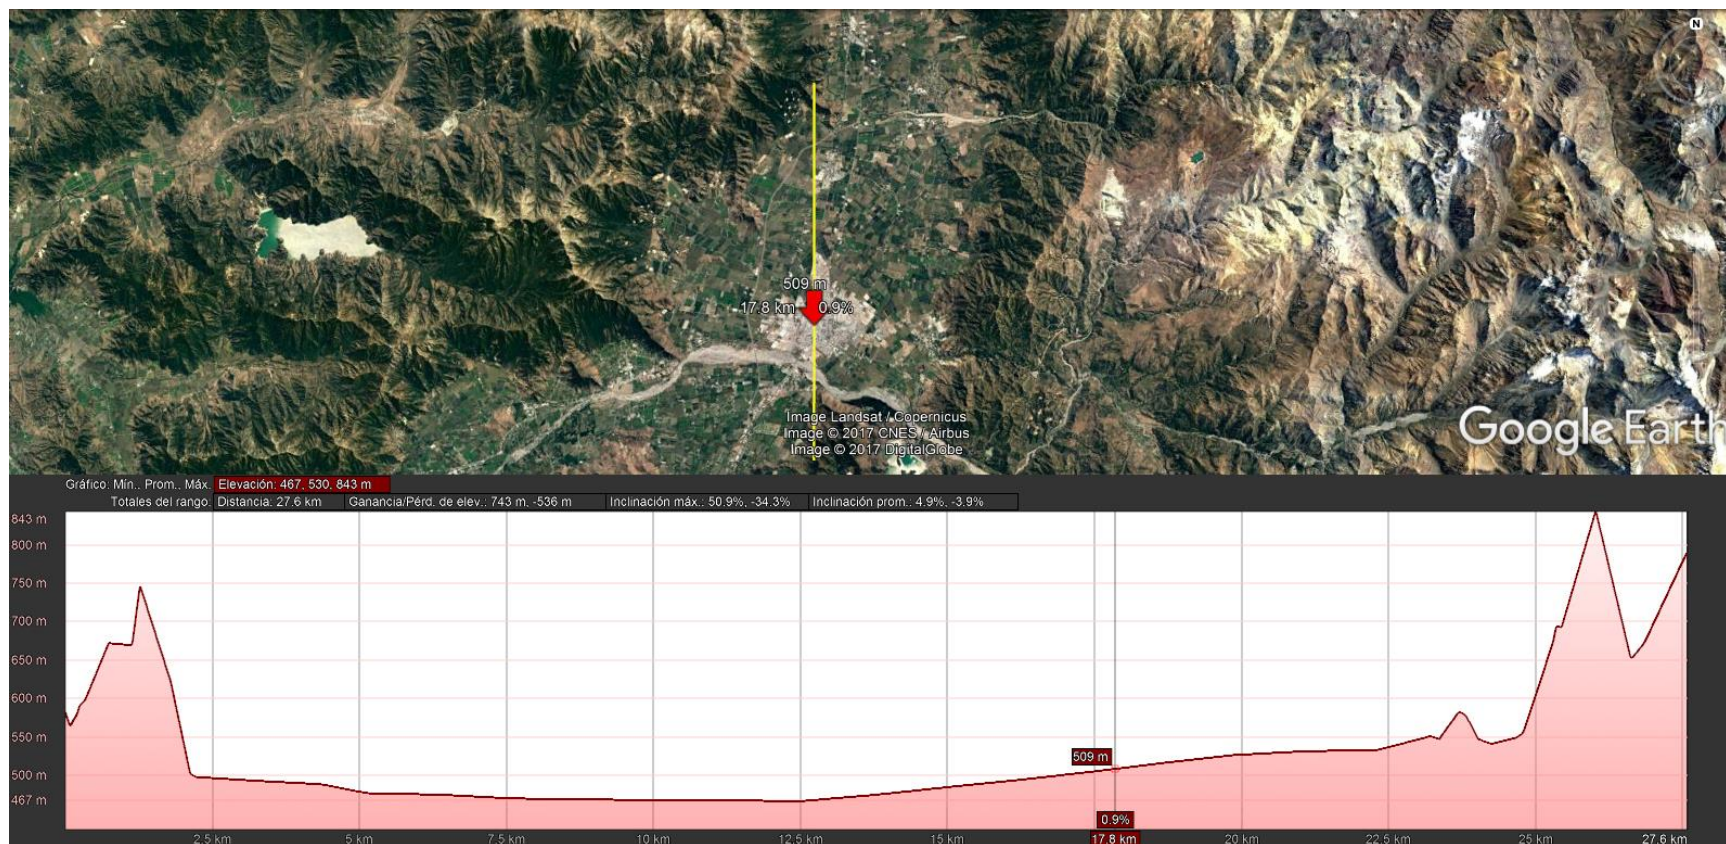 N
509 m
17.8 km 0.9%
Image Landsat / Copernicus
Image © 2017 CNES / Airbus
Image © 2017 DigitalGlobe
Google Earth
Gráfico: Mín., Prom., Máx. Elevación: 467, 530, 843 m
Totales del rango: Distancia: 27.6 km Ganancia/Pérd. de elev.: 743 m, -536 m Inclinación máx.: 50.9%, -34.3% Inclinación prom.: 4.9%, -3.9%
843 m
800 m
750 m
700 m
650 m
600 m
550 m
509 m
500 m
467 m
0.9%
2.5 km 5 km 7.5 km 10 km 12.5 km 15 km 17.8 km 20 km 22.5 km 25 km 27.6 km